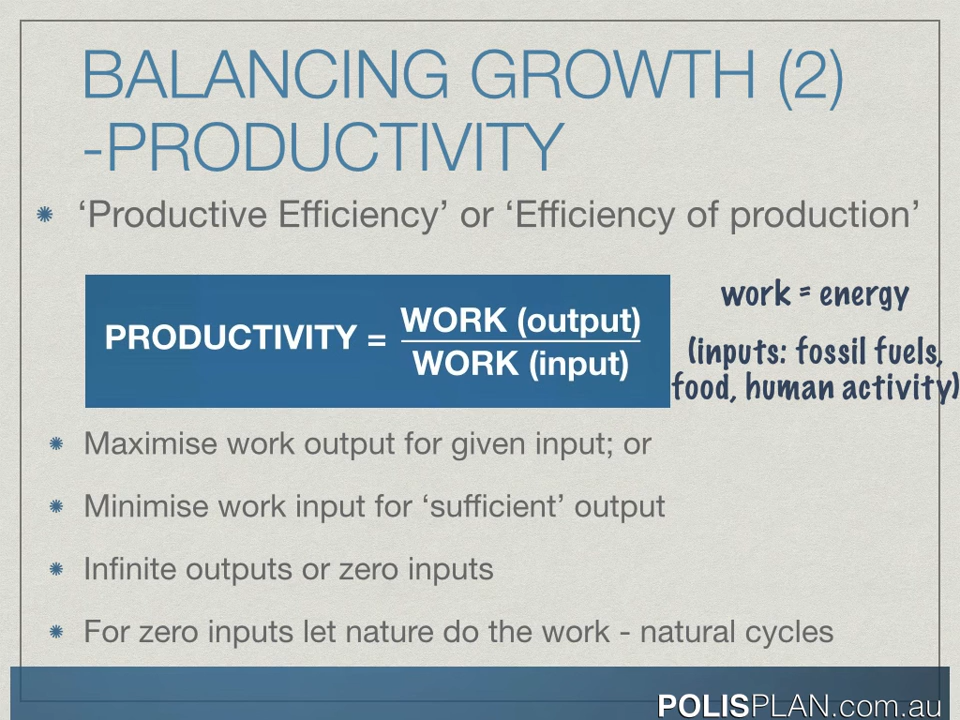 BALANCING GROWTH (2)
-PRODUCTIVITY
‘Productive Efficiency’ or ‘Efficiency of production’
PRODUCTIVITY = WORK (output)
WORK (input)
work = energy
(inputs: fossil fuels,
food, human activity)
Maximise work output for given input; or
Minimise work input for ‘sufficient’ output
Infinite outputs or zero inputs
For zero inputs let nature do the work - natural cycles
POLISPLAN.com.au